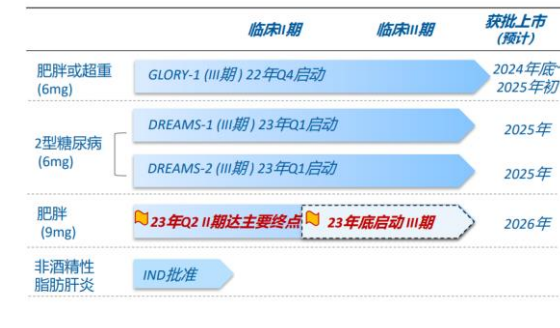 临床II期 临床III期 获批上市
(预计)
肥胖或超重
(6mg)
GLORY-1 (III期) 22年Q4启动
2024年底~
2025年初
2型糖尿病
(6mg)
DREAMS-1 (III期) 23年Q1启动
2025年
DREAMS-2 (III期) 23年Q1启动
2025年
肥胖
(9mg)
23年Q2 II期达主要终点
23年底启动III期
2026年
非酒精性
脂肪肝炎
IND批准